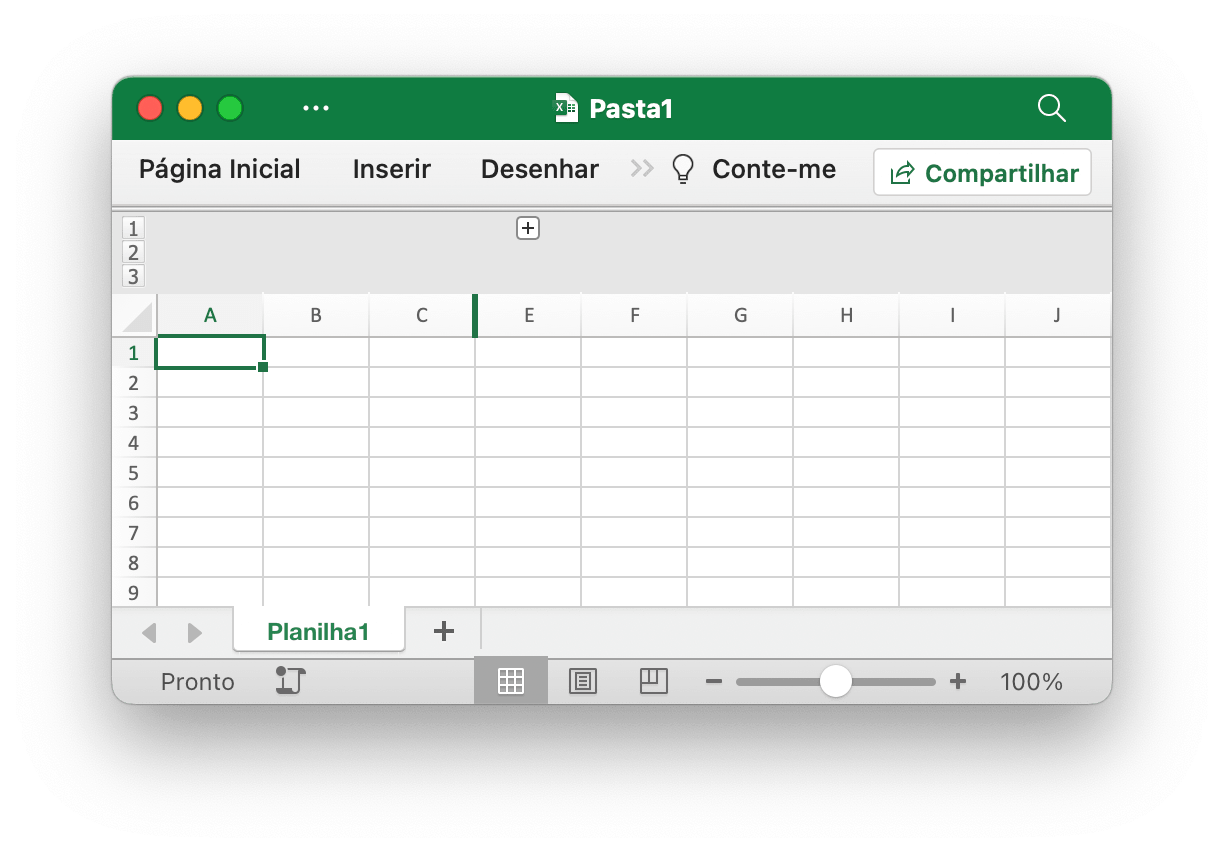 Pasta1
Página Inicial Inserir Desenhar Conte-me Compartilhar
1
2
3
A B C E F G H I J
1
2
3
4
5
6
7
8
9
Planilha1
Pronto 100%